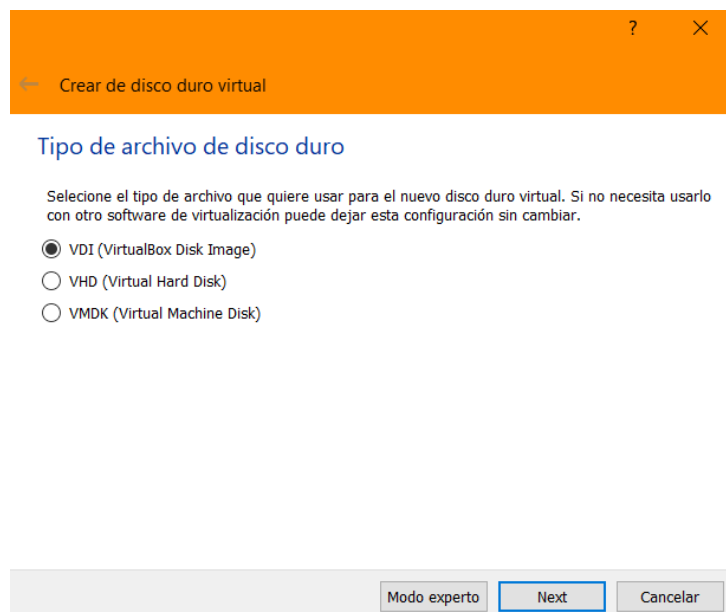 ?
Crear de disco duro virtual
Tipo de archivo de disco duro
Selecione el tipo de archivo que quiere usar para el nuevo disco duro virtual. Si no necesita usarlo
con otro software de virtualización puede dejar esta configuración sin cambiar.
VDI (VirtualBox Disk Image)
VHD (Virtual Hard Disk)
VMDK (Virtual Machine Disk)
Modo experto Next Cancelar